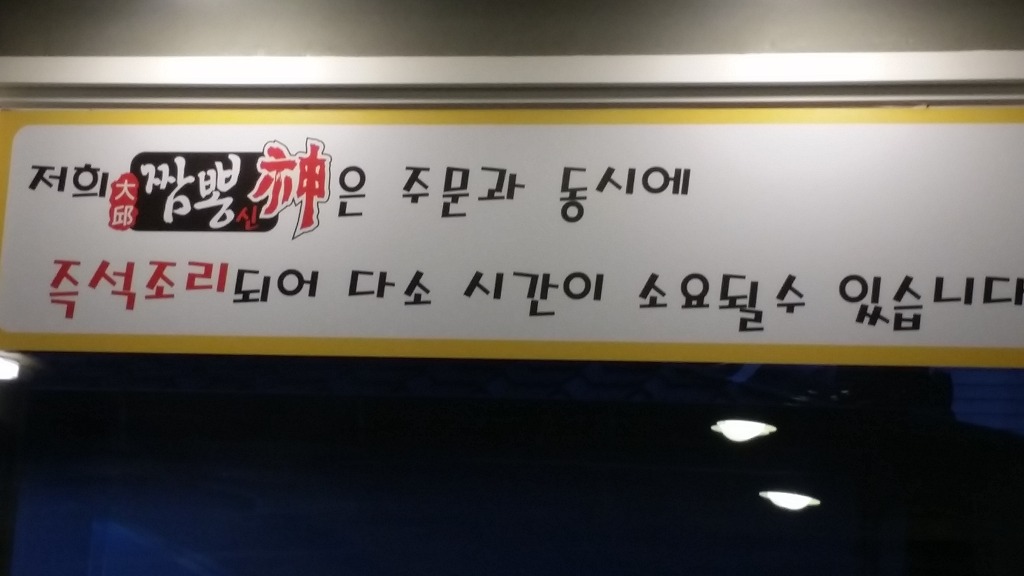 저희 大邱 짬뽕신神은 주문과 동시에
즉석조리되어 다소 시간이 소요될수 있습니다